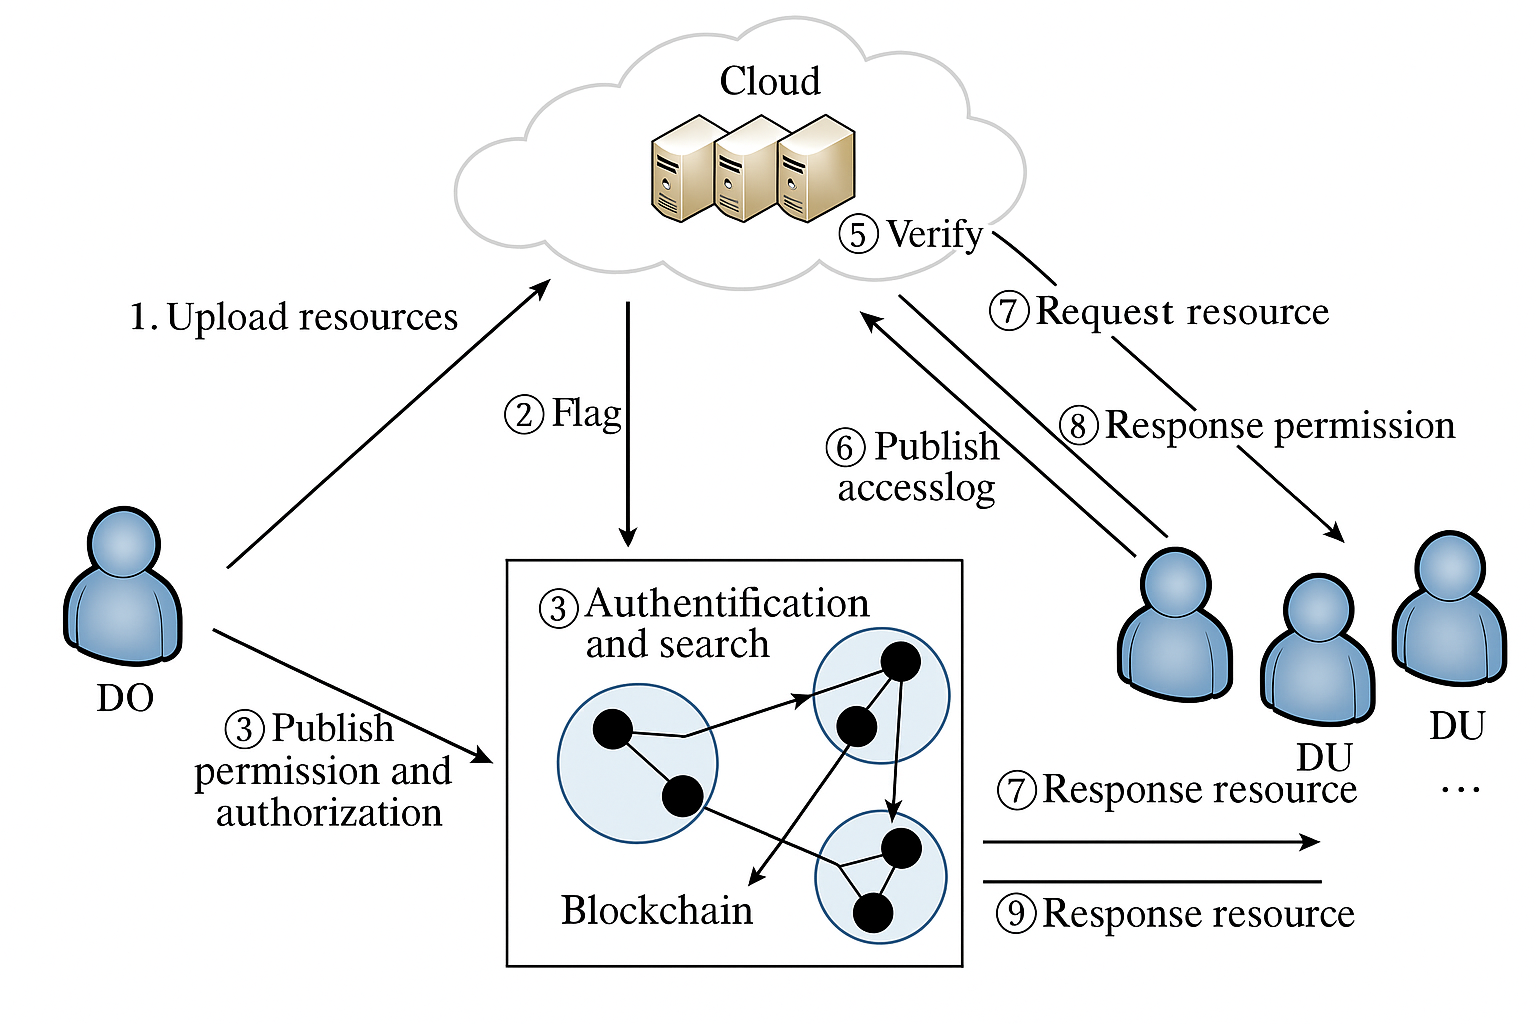 Cloud
⑤ Verify
1. Upload resources
⑦ Request resource
② Flag
⑧ Response permission
⑥ Publish
accesslog
③ Authentification
and search
DO
③ Publish
permission and
authorization
DU
DU
⑦ Response resource
...
Blockchain
⑨ Response resource